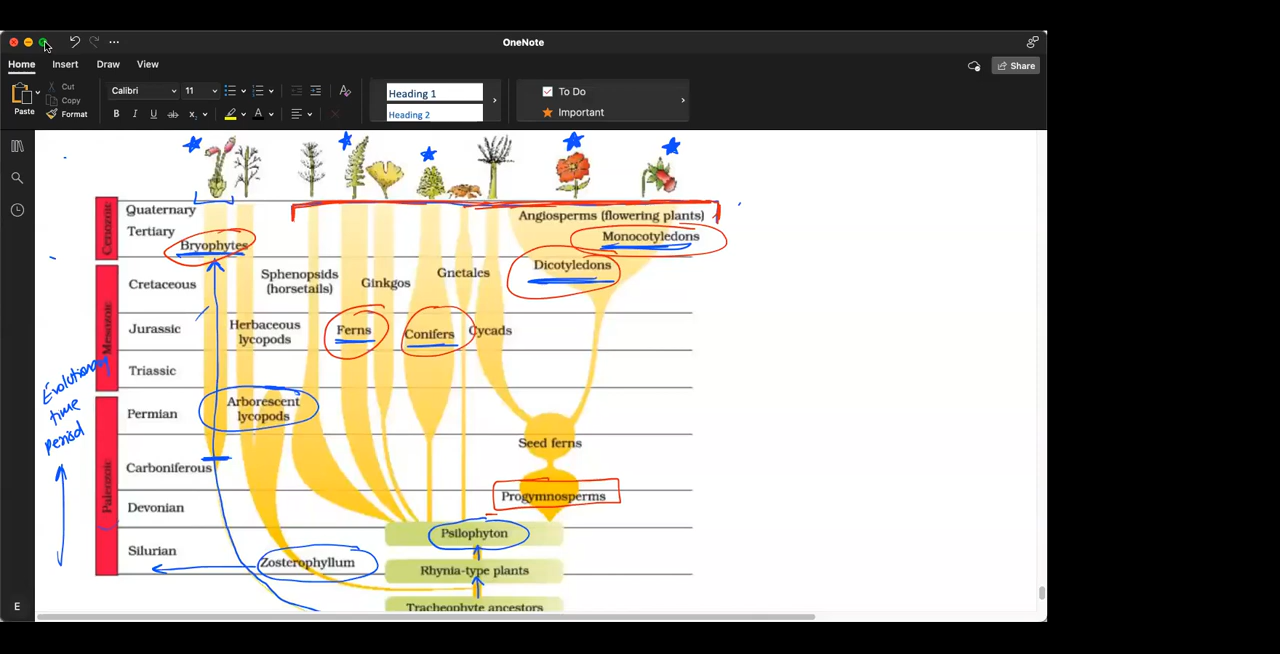 OneNote
Home Insert Draw View
Share
Paste
Cut
Copy
Format
Calibri
11
B I U ab x
A
Heading 1
Heading 2
To Do
Important
Quaternary
Tertiary
Bryophytes
Angiosperms (flowering plants)
Monocotyledons
Dicotyledons
Cenozoic
Cretaceous
Sphenopsids
(horsetails)
Ginkgos
Gnetales
Jurassic
Herbaceous
lycopods
Ferns
Conifers
Cycads
Triassic
Mesozoic
Evolutionary
time
period
Permian
Arborescent
lycopods
Seed ferns
Carboniferous
Progymnosperms
Devonian
Paleozoic
Psilophyton
Silurian
Zosterophyllum
Rhynia-type plants
Tracheophyte ancestors
E